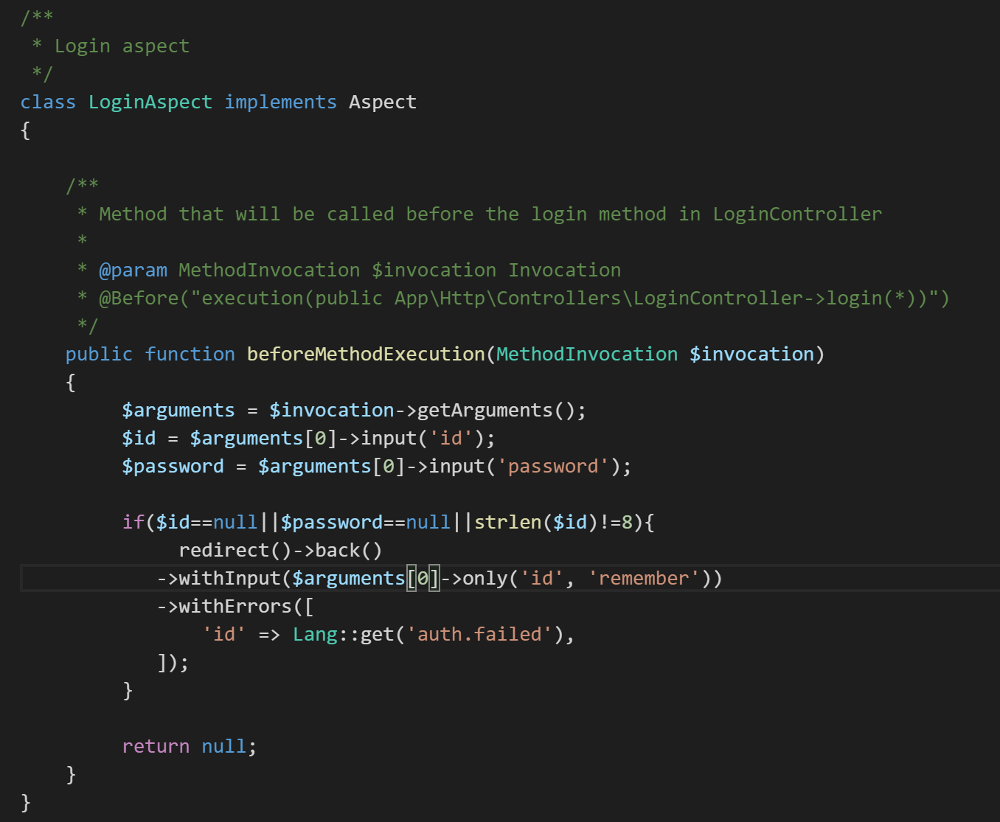 /**
 * Login aspect
 */
class LoginAspect implements Aspect
{
    /**
     * Method that will be called before the login method in LoginController
     *
     * @param MethodInvocation $invocation Invocation
     * @Before("execution(public App\Http\Controllers\LoginController->login(*))")
     */
    public function beforeMethodExecution(MethodInvocation $invocation)
    {
         $arguments = $invocation->getArguments();
         $id = $arguments[0]->input('id');
         $password = $arguments[0]->input('password');
         if($id==null||$password==null||strlen($id)!=8){
              redirect()->back()
            ->withInput($arguments[0]->only('id', 'remember'))
            ->withErrors([
                'id' => Lang::get('auth.failed'),
            ]);
         }
         return null;
    }
}